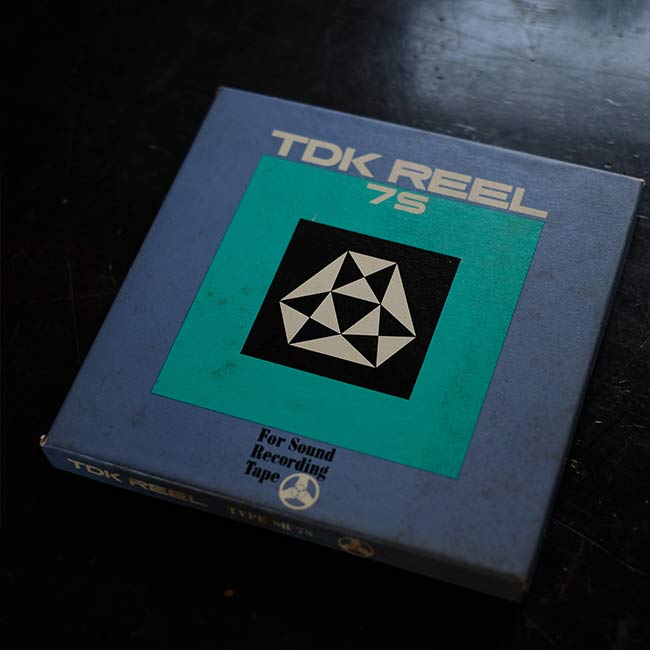 TDK REEL
7S
For Sound
Recording
Tape
TDK REEL TYPE SR-7S